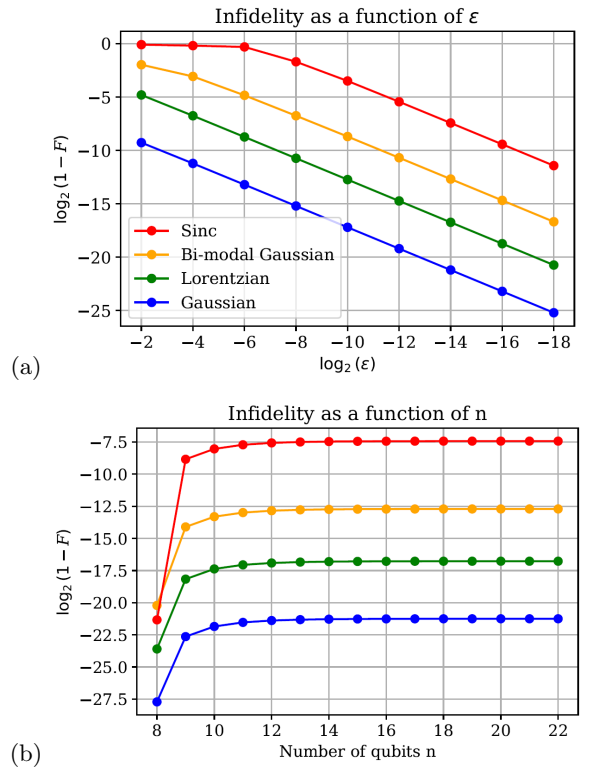 Infidelity as a function of ε
0
−5
−10
−15
−20
−25
log₂ (1 − F)
Sinc
Bi-modal Gaussian
Lorentzian
Gaussian
−2 −4 −6 −8 −10 −12 −14 −16 −18
log₂ (ε)
(a)
Infidelity as a function of n
−7.5
−10.0
−12.5
−15.0
−17.5
−20.0
−22.5
−25.0
−27.5
log₂ (1 − F)
8 10 12 14 16 18 20 22
Number of qubits n
(b)